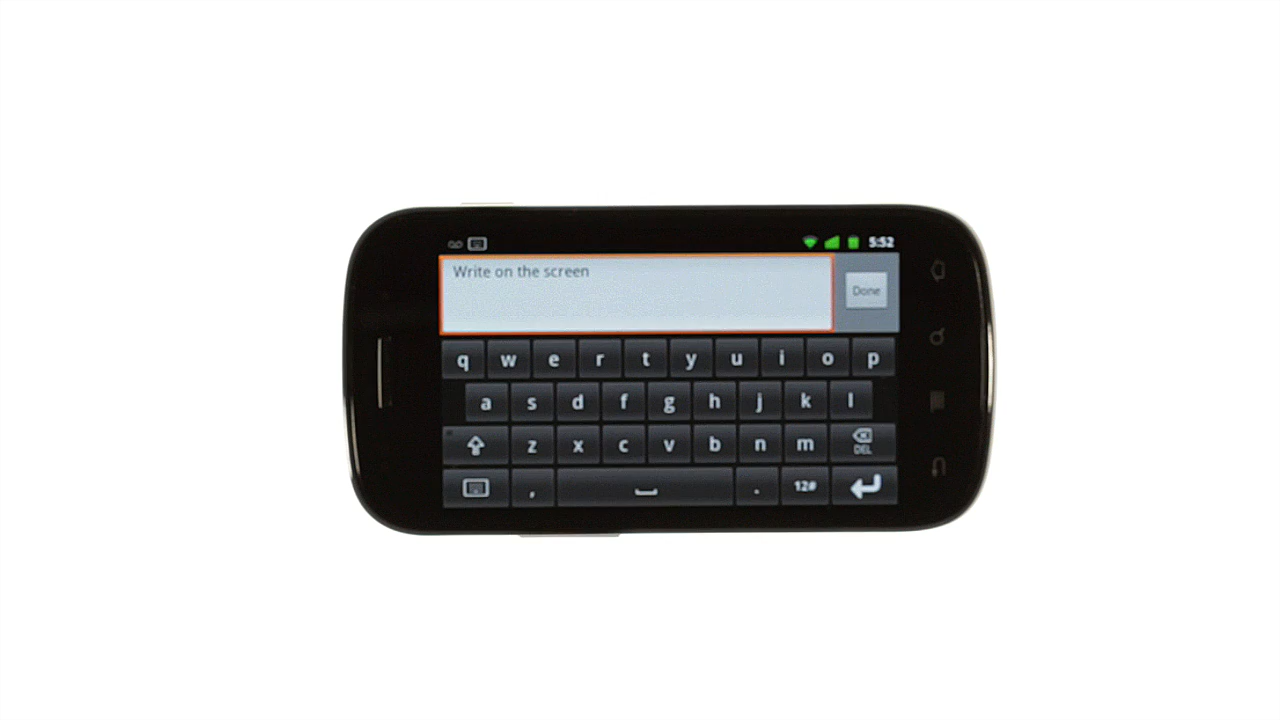 5:52
Write on the screen
Done
q w e r t y u i o p
a s d f g h j k l
z x c v b n m DEL
, . 12#